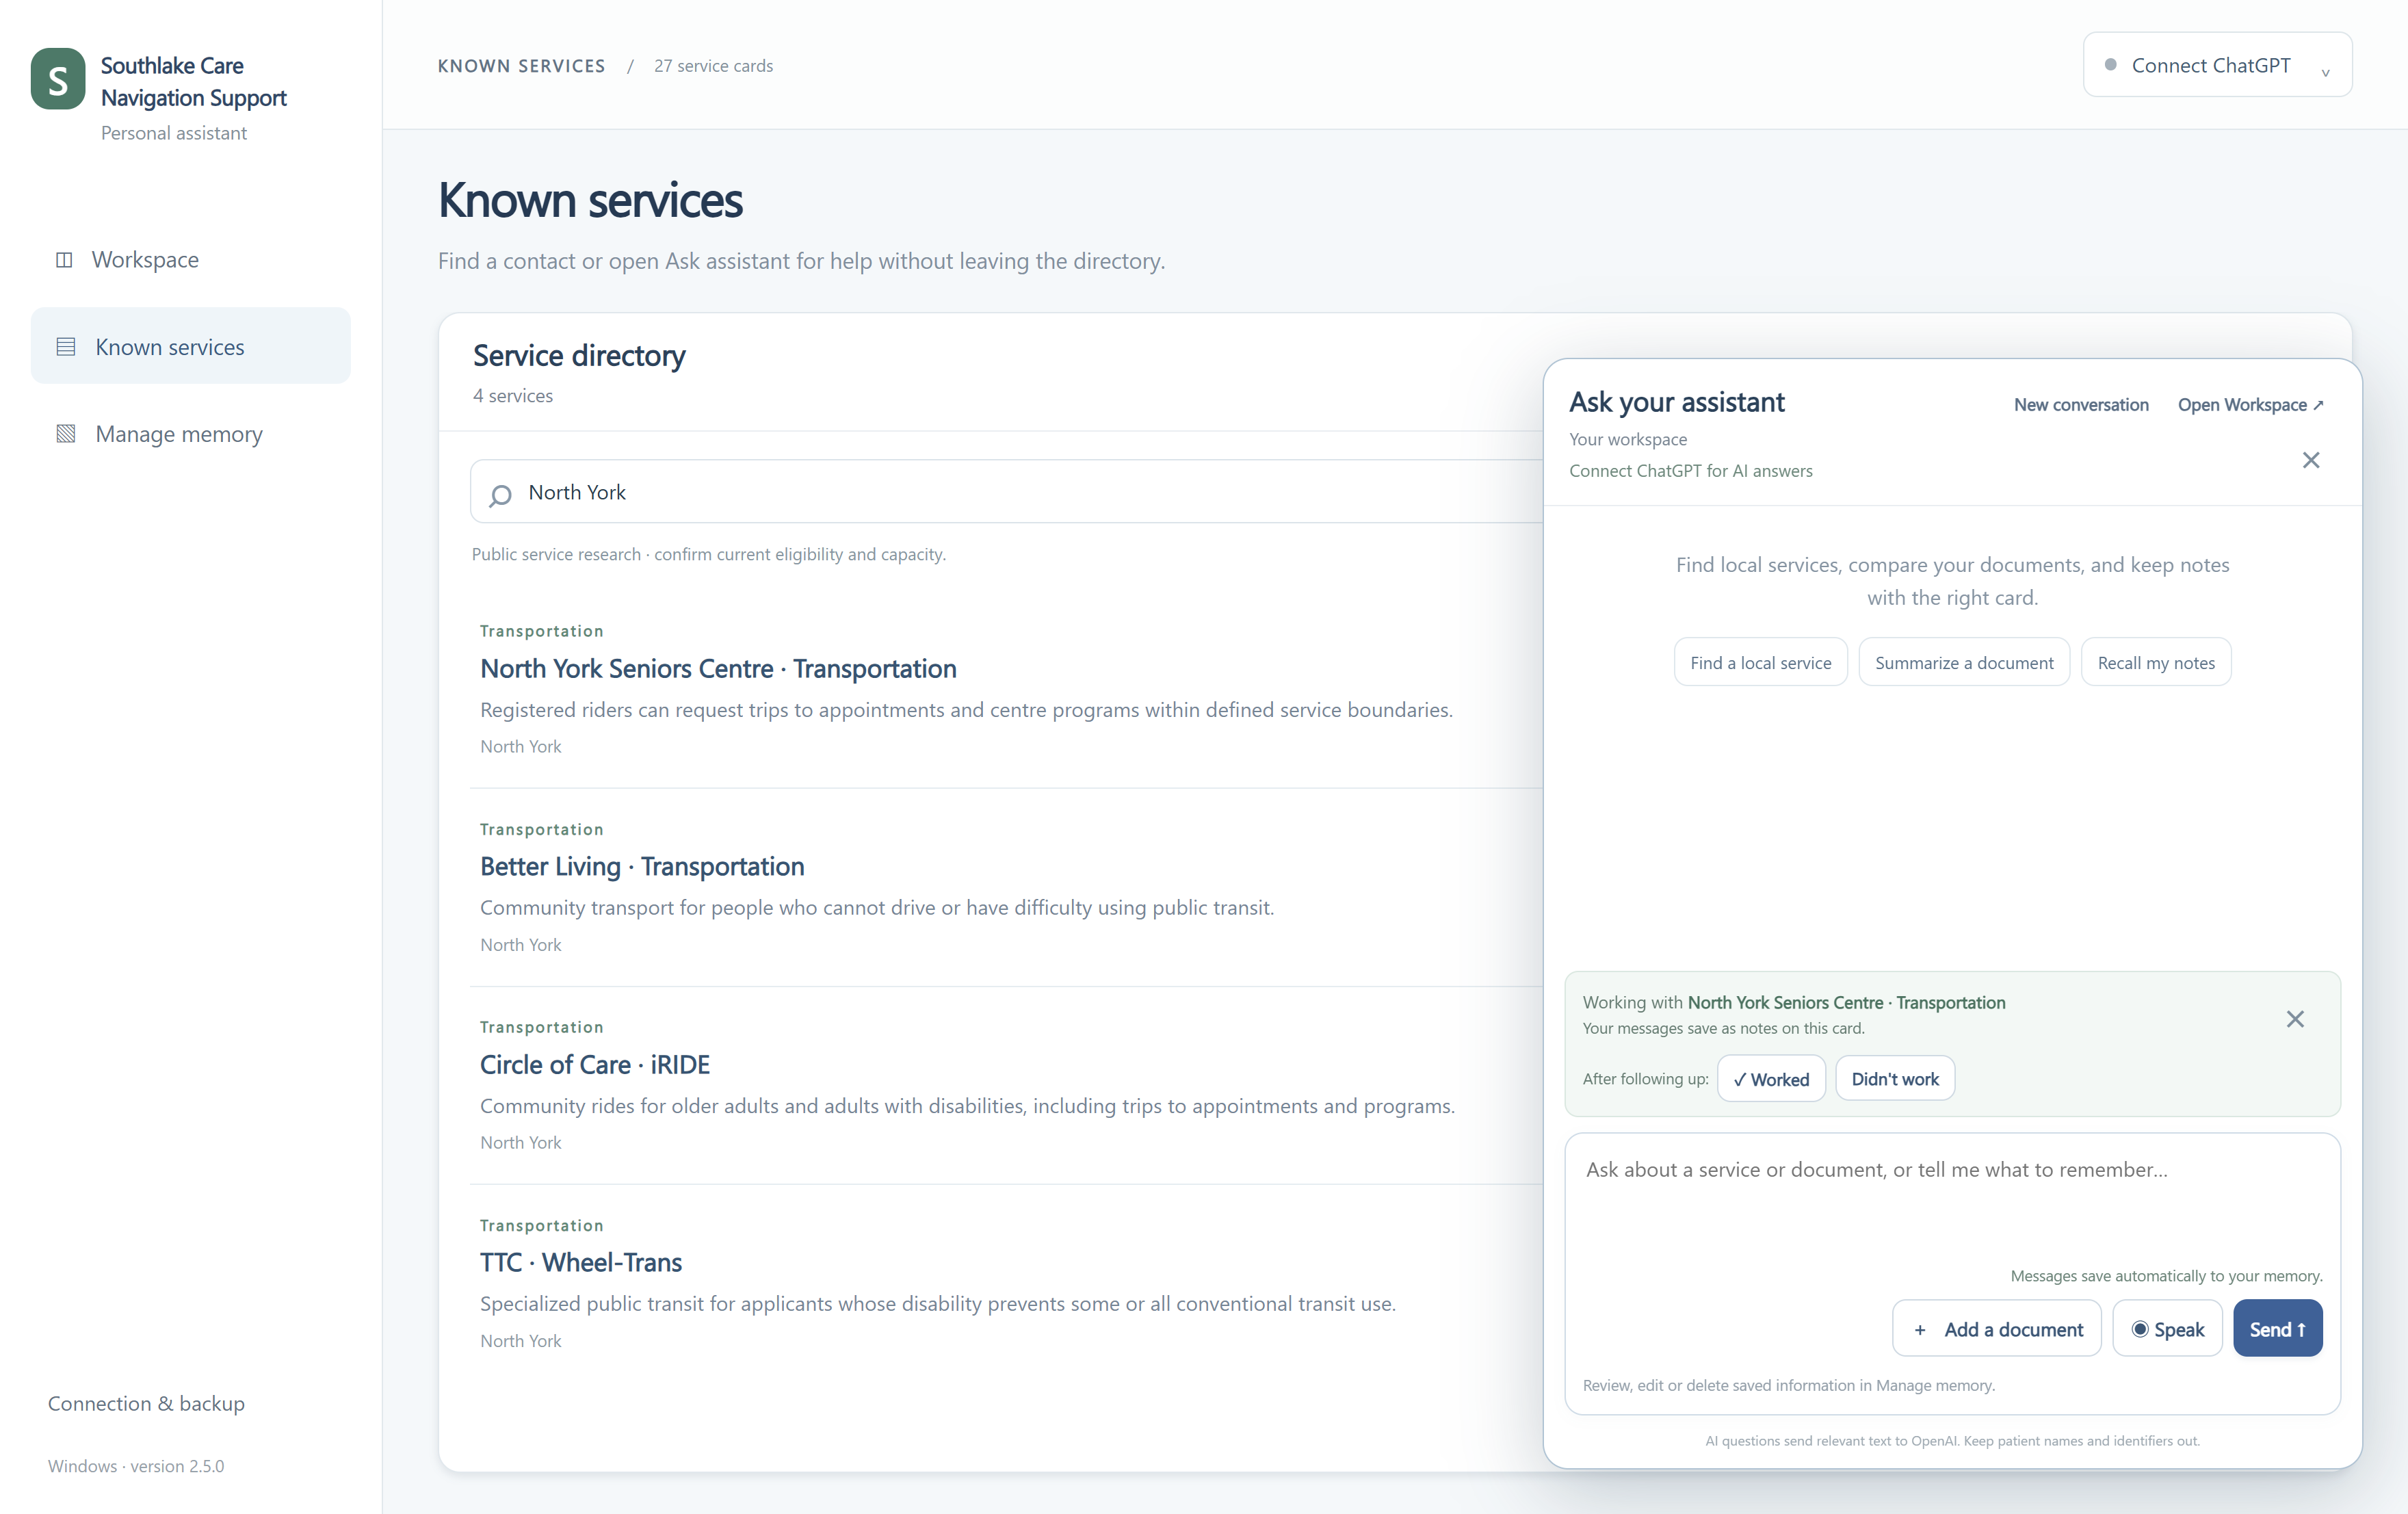 S
Southlake Care
Navigation Support
Personal assistant
Workspace
Known services
Manage memory
Connection & backup
Windows · version 2.5.0
KNOWN SERVICES / 27 service cards
Connect ChatGPT
Known services
Find a contact or open Ask assistant for help without leaving the directory.
Service directory
4 services
North York
Public service research · confirm current eligibility and capacity.
Transportation
North York Seniors Centre · Transportation
Registered riders can request trips to appointments and centre programs within defined service boundaries.
North York
Transportation
Better Living · Transportation
Community transport for people who cannot drive or have difficulty using public transit.
North York
Transportation
Circle of Care · iRIDE
Community rides for older adults and adults with disabilities, including trips to appointments and programs.
North York
Transportation
TTC · Wheel-Trans
Specialized public transit for applicants whose disability prevents some or all conventional transit use.
North York
Ask your assistant
New conversation
Open Workspace ↗
Your workspace
Connect ChatGPT for AI answers
Find local services, compare your documents, and keep notes
with the right card.
Find a local service
Summarize a document
Recall my notes
Working with North York Seniors Centre · Transportation
Your messages save as notes on this card.
After following up: ✓ Worked Didn't work
Ask about a service or document, or tell me what to remember...
Messages save automatically to your memory.
+ Add a document
Speak
Send ↑
Review, edit or delete saved information in Manage memory.
AI questions send relevant text to OpenAI. Keep patient names and identifiers out.